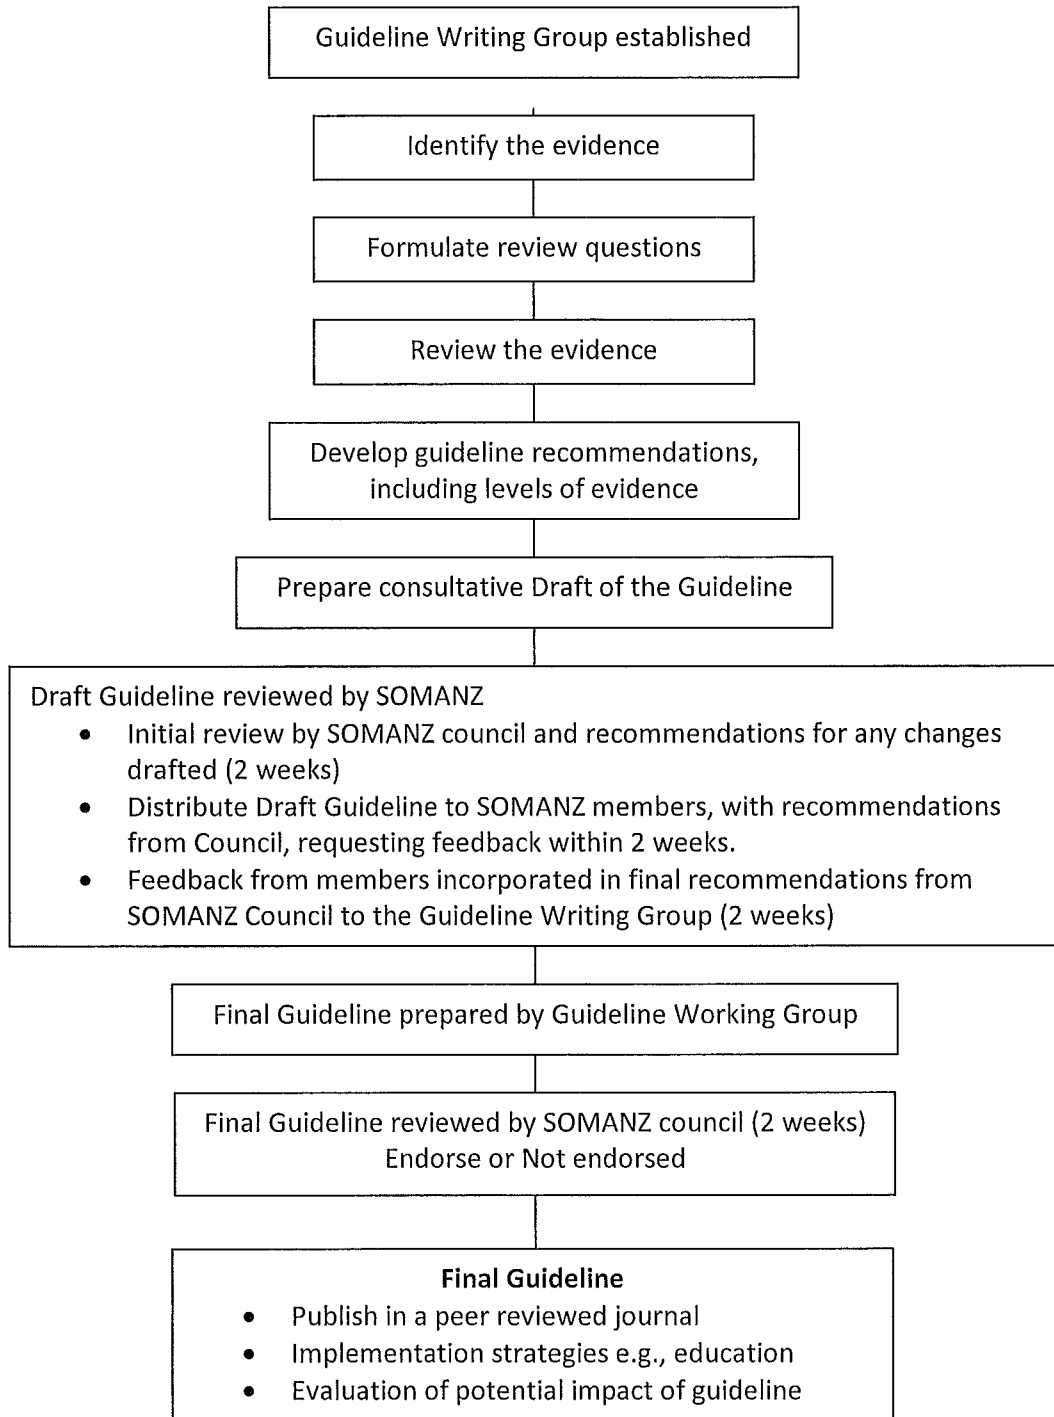 Guideline Writing Group established
Identify the evidence
Formulate review questions
Review the evidence
Develop guideline recommendations,
including levels of evidence
Prepare consultative Draft of the Guideline
Draft Guideline reviewed by SOMANZ
• Initial review by SOMANZ council and recommendations for any changes
drafted (2 weeks)
• Distribute Draft Guideline to SOMANZ members, with recommendations
from Council, requesting feedback within 2 weeks.
• Feedback from members incorporated in final recommendations from
SOMANZ Council to the Guideline Writing Group (2 weeks)
Final Guideline prepared by Guideline Working Group
Final Guideline reviewed by SOMANZ council (2 weeks)
Endorse or Not endorsed
Final Guideline
• Publish in a peer reviewed journal
• Implementation strategies e.g., education
• Evaluation of potential impact of guideline